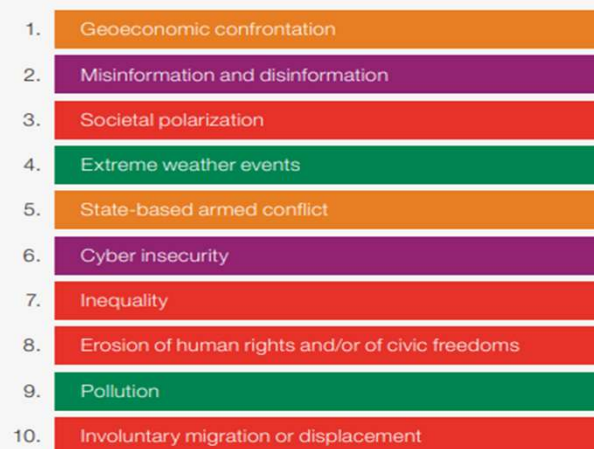 1. Geoeconomic confrontation
2. Misinformation and disinformation
3. Societal polarization
4. Extreme weather events
5. State-based armed conflict
6. Cyber insecurity
7. Inequality
8. Erosion of human rights and/or of civic freedoms
9. Pollution
10. Involuntary migration or displacement